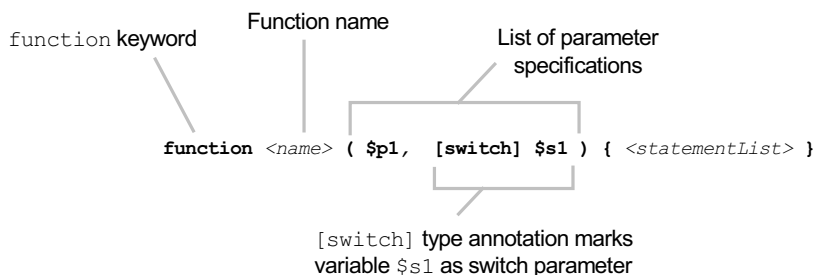 Function name
function keyword
List of parameter
specifications
function <name> ( $p1, [switch] $s1 ) { <statementList> }
[switch] type annotation marks
variable $s1 as switch parameter